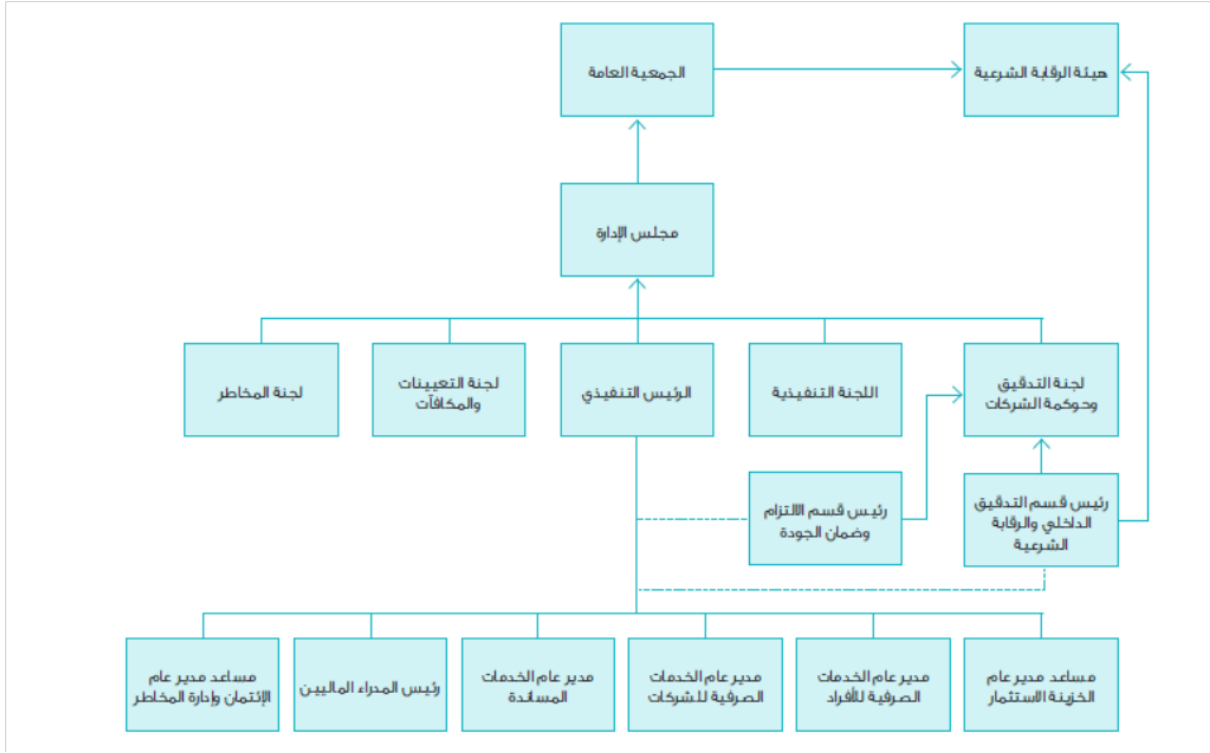 هيئة الرقابة الشرعية
الجمعية العامة
مجلس الإدارة
لجنة التدقيق
وحوكمة الشركات
اللجنة التنفيذية
الرئيس التنفيذي
لجنة التعيينات
والمكافآت
لجنة المخاطر
رئيس قسم التدقيق
الداخلي والرقابة
الشرعية
رئيس قسم الالتزام
وضمان الجودة
مساعد مدير عام
الخزينة الاستثمار
مدير عام الخدمات
الصرفية للأفراد
مدير عام الخدمات
الصرفية للشركات
مدير عام الخدمات
المساندة
رئيس المدراء الماليين
مساعد مدير عام
الإئتمان وإدارة المخاطر